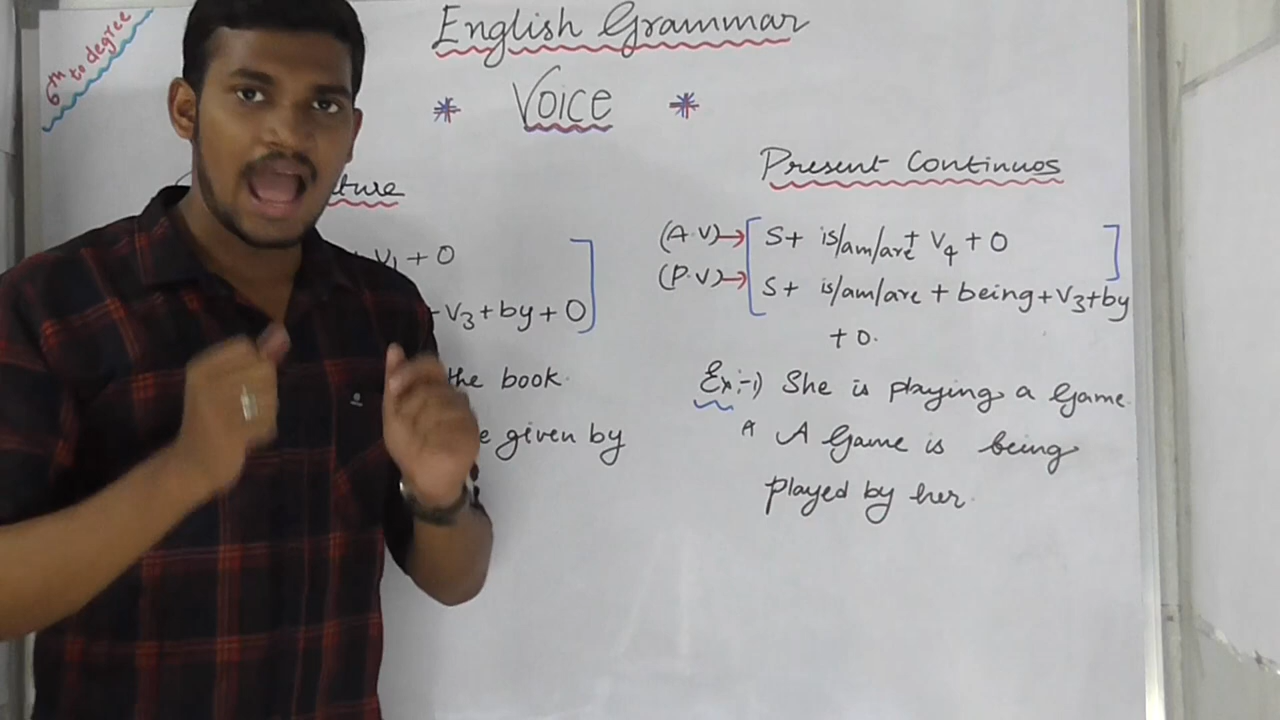 6th to degree
English Grammar
* Voice *
ture
V1 + O
V3 + by + O
the book.
given by
Present Continuos
(A.V)→ S+ is/am/are + V4 + O
(P.V)→ S+ is/am/are + being + V3 + by
+ O.
Ex:-1) She is playing a Game.
A A Game is being
played by her.